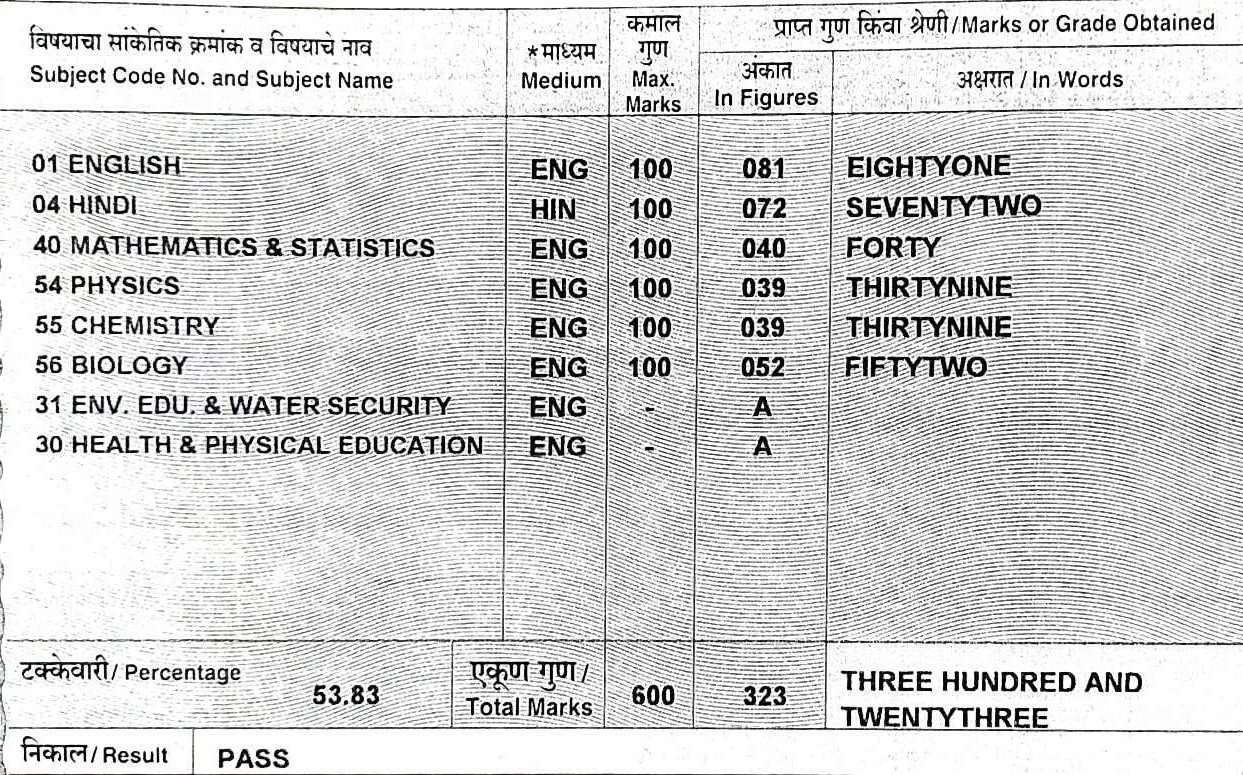 विषयाचा सांकेतिक क्रमांक व विषयाचे नाव
Subject Code No. and Subject Name
*माध्यम
Medium
कमाल
गुण
Max.
Marks
प्राप्त गुण किंवा श्रेणी/Marks or Grade Obtained
अंकात
In Figures
अक्षरात / In Words
01 ENGLISH ENG 100 081 EIGHTYONE
04 HINDI HIN 100 072 SEVENTYTWO
40 MATHEMATICS & STATISTICS ENG 100 040 FORTY
54 PHYSICS ENG 100 039 THIRTYNINE
55 CHEMISTRY ENG 100 039 THIRTYNINE
56 BIOLOGY ENG 100 052 FIFTYTWO
31 ENV. EDU. & WATER SECURITY ENG - A
30 HEALTH & PHYSICAL EDUCATION ENG - A
टक्केवारी/ Percentage 53.83
एकूण गुण/
Total Marks
600 323
THREE HUNDRED AND
TWENTYTHREE
निकाल/Result PASS